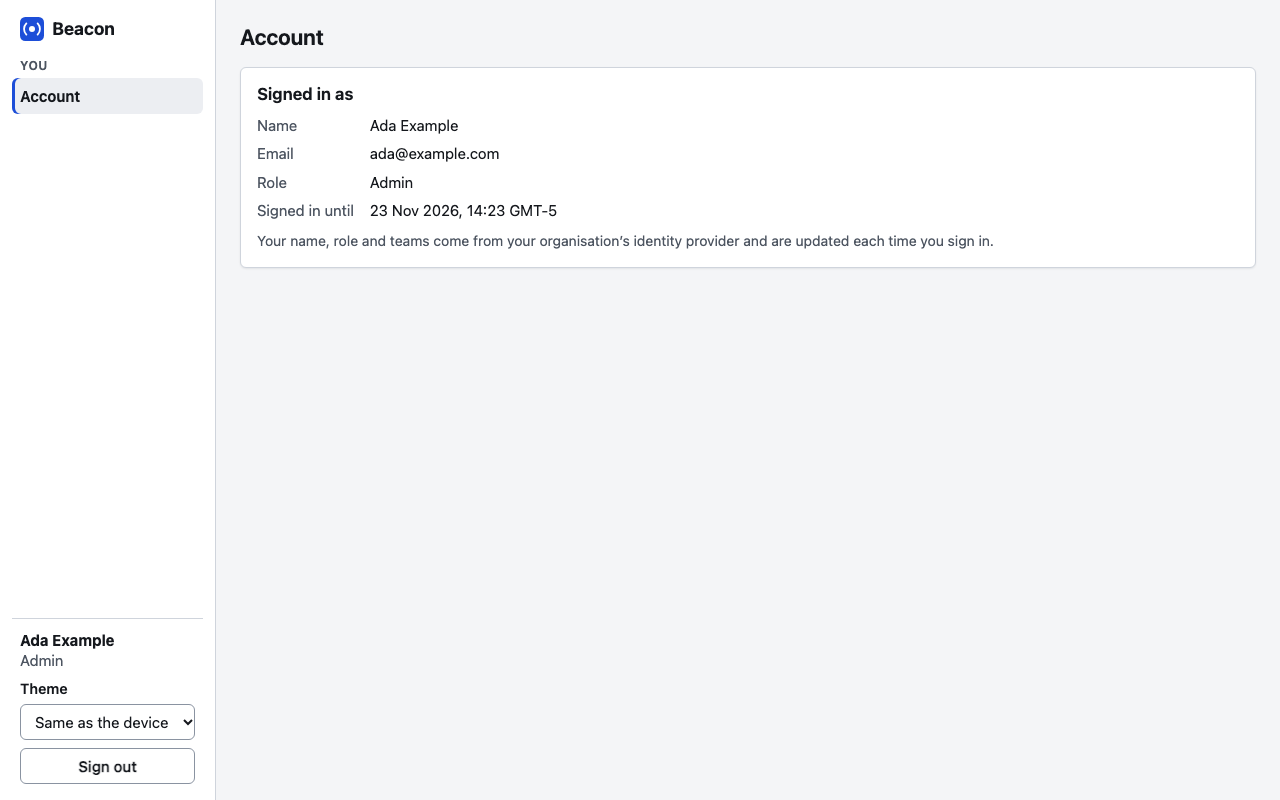 Beacon
YOU
Account
Ada Example
Admin
Theme
Same as the device
Sign out
Account
Signed in as
Name Ada Example
Email ada@example.com
Role Admin
Signed in until 23 Nov 2026, 14:23 GMT-5
Your name, role and teams come from your organisation's identity provider and are updated each time you sign in.